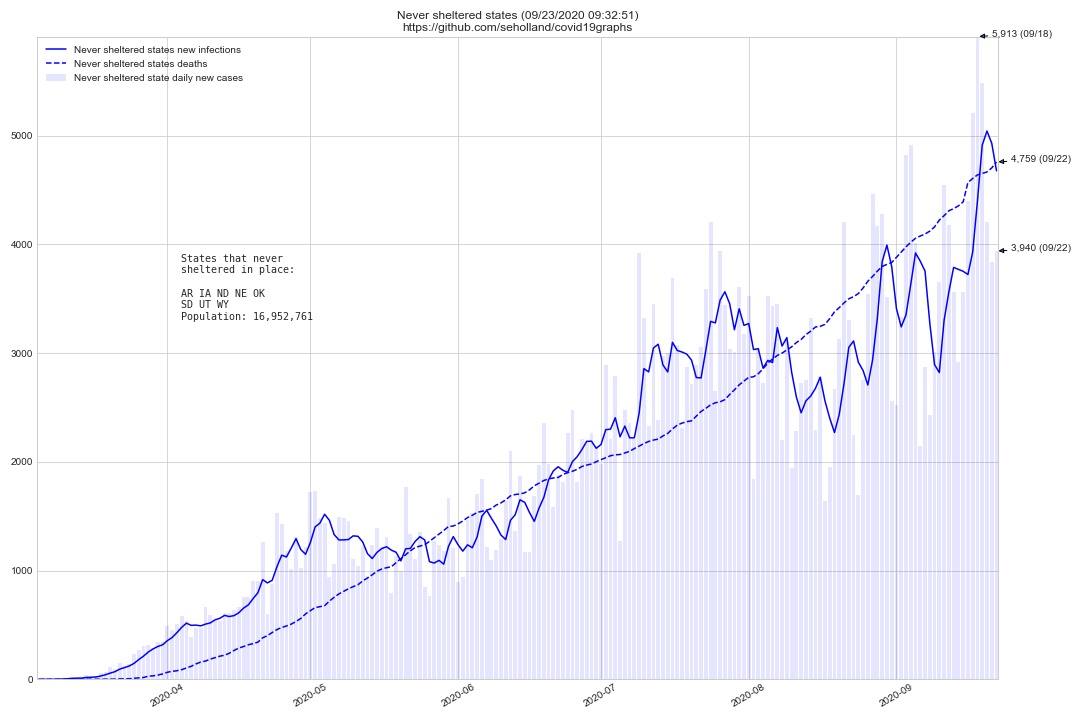 Never sheltered states (09/23/2020 09:32:51)
https://github.com/seholland/covid19graphs
5,913 (09/18)
Never sheltered states new infections
Never sheltered states deaths
Never sheltered state daily new cases
5000
4,759 (09/22)
4000
3,940 (09/22)
States that never
sheltered in place:
AR IA ND NE OK
SD UT WY
Population: 16,952,761
3000
2000
1000
0
2020-04
2020-05
2020-06
2020-07
2020-08
2020-09